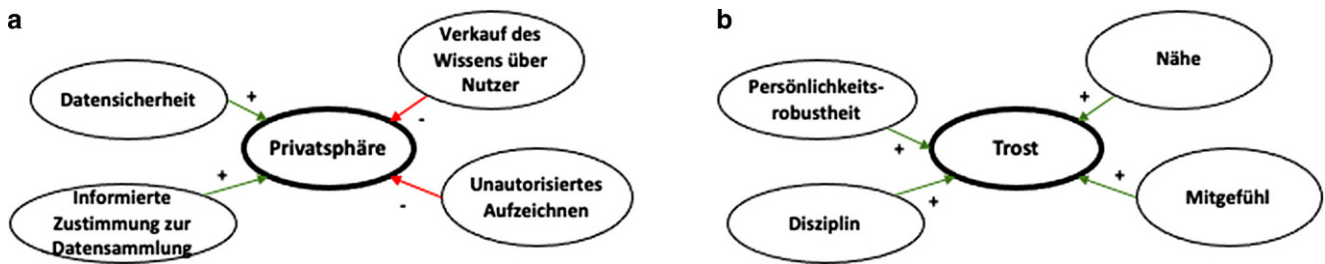 a
Verkauf des
Wissens über
Nutzer
Datensicherheit
+
-
Privatsphäre
+
-
Informierte
Zustimmung zur
Datensammlung
Unautorisiertes
Aufzeichnen
b
Nähe
Persönlichkeits-
robustheit
+
+
Trost
+
+
Disziplin
Mitgefühl